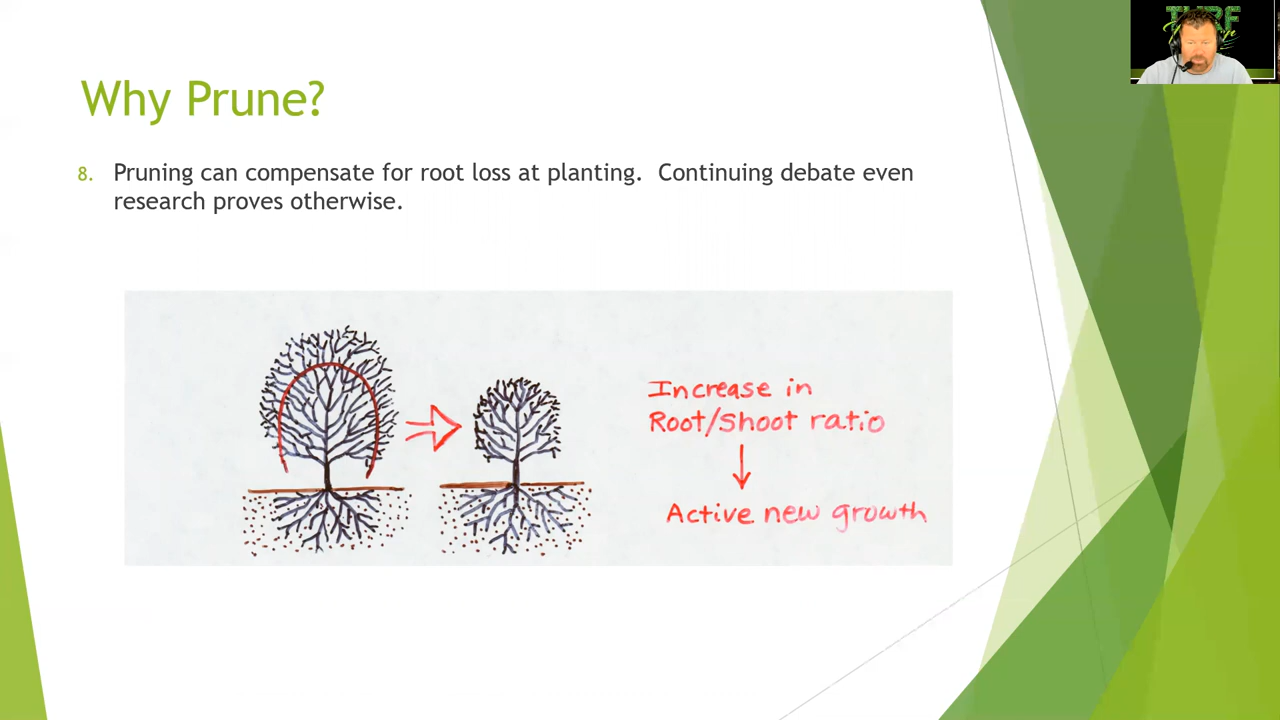 Why Prune?
8. Pruning can compensate for root loss at planting. Continuing debate even
research proves otherwise.
Increase in
Root/Shoot ratio
Active new growth
TURF